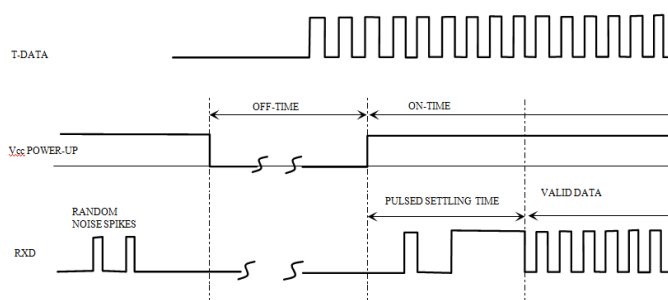 T-DATA
OFF-TIME
ON-TIME
Vcc POWER-UP
PULSED SETTLING TIME
VALID DATA
RANDOM
NOISE SPIKES
RXD